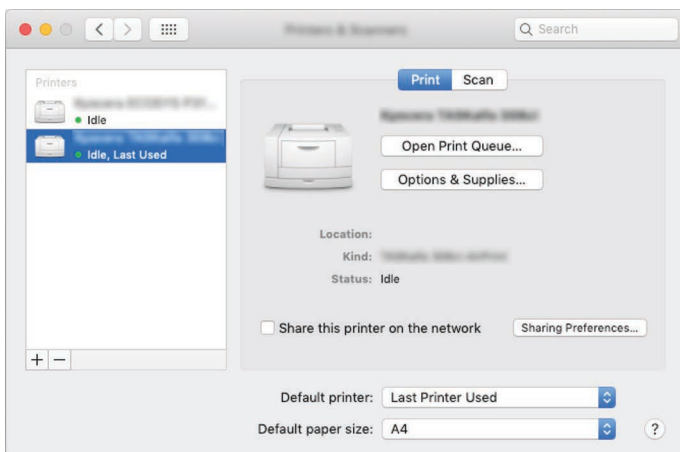 Search
Printers
Idle
Idle, Last Used
Print Scan
Open Print Queue...
Options & Supplies...
Location:
Kind:
Status: Idle
Share this printer on the network Sharing Preferences...
+ −
Default printer: Last Printer Used
Default paper size: A4 ?